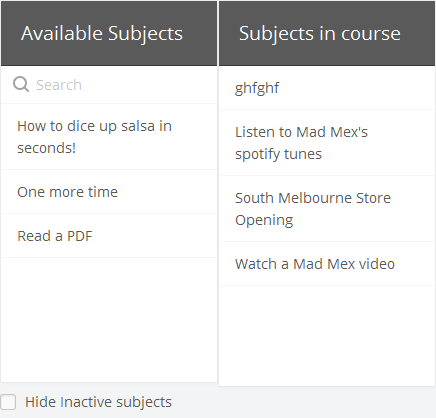 Available Subjects
Search
How to dice up salsa in
seconds!
One more time
Read a PDF
Subjects in course
ghfghf
Listen to Mad Mex's
spotify tunes
South Melbourne Store
Opening
Watch a Mad Mex video
Hide Inactive subjects